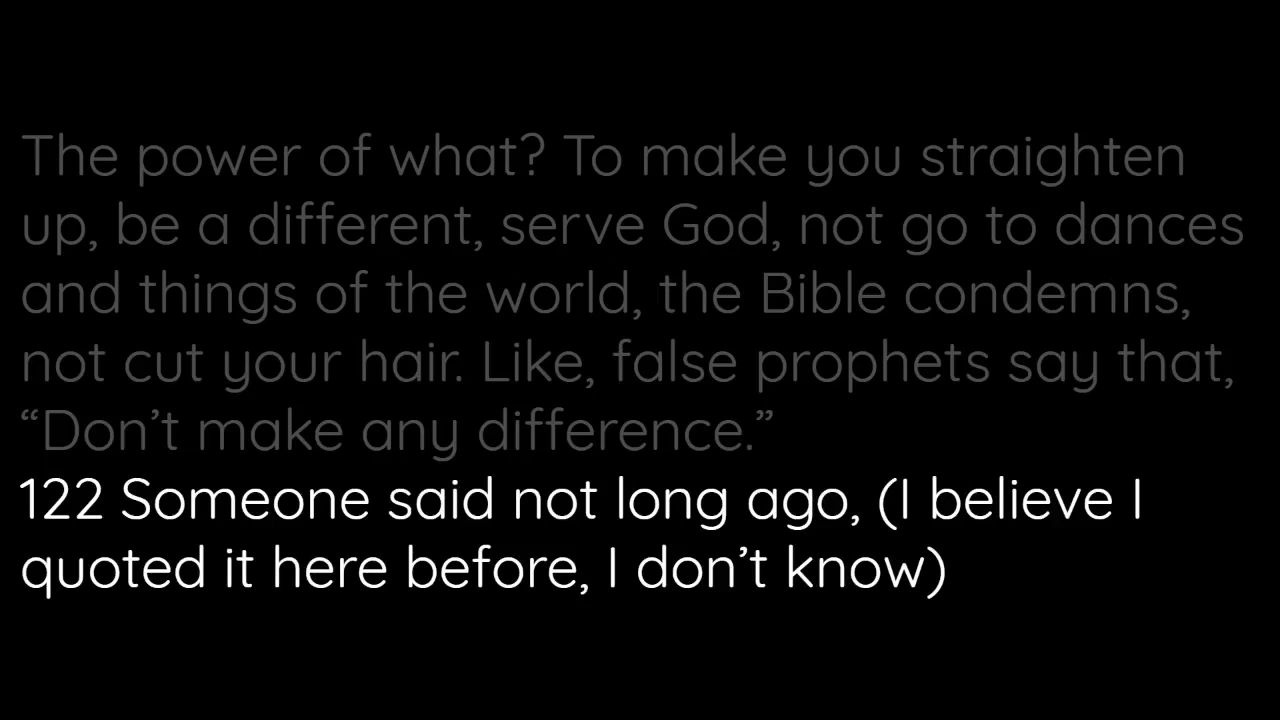 The power of what? To make you straighten
up, be a different, serve God, not go to dances
and things of the world, the Bible condemns,
not cut your hair. Like, false prophets say that,
“Don’t make any difference.”
122 Someone said not long ago, (I believe I
quoted it here before, I don’t know)